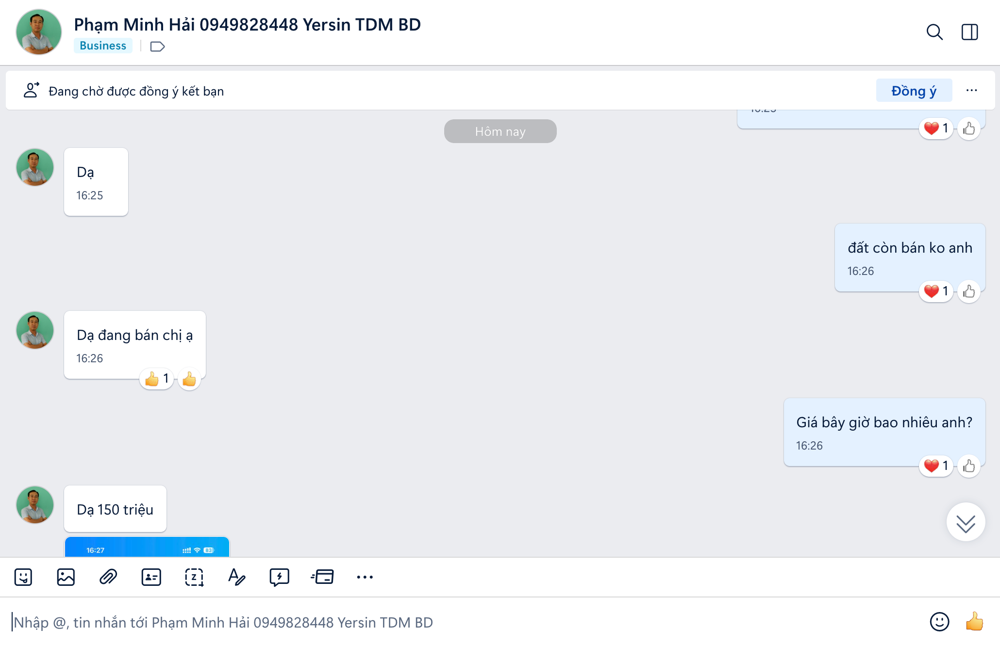 Phạm Minh Hải 0949828448 Yersin TDM BD
Business
Đang chờ được đồng ý kết bạn
Đồng ý
1
Hôm nay
Dạ
16:25
đất còn bán ko anh
16:26
1
Dạ đang bán chị ạ
16:26
1
Giá bây giờ bao nhiêu anh?
16:26
1
Dạ 150 triệu
16:27
83
Nhập @, tin nhắn tới Phạm Minh Hải 0949828448 Yersin TDM BD